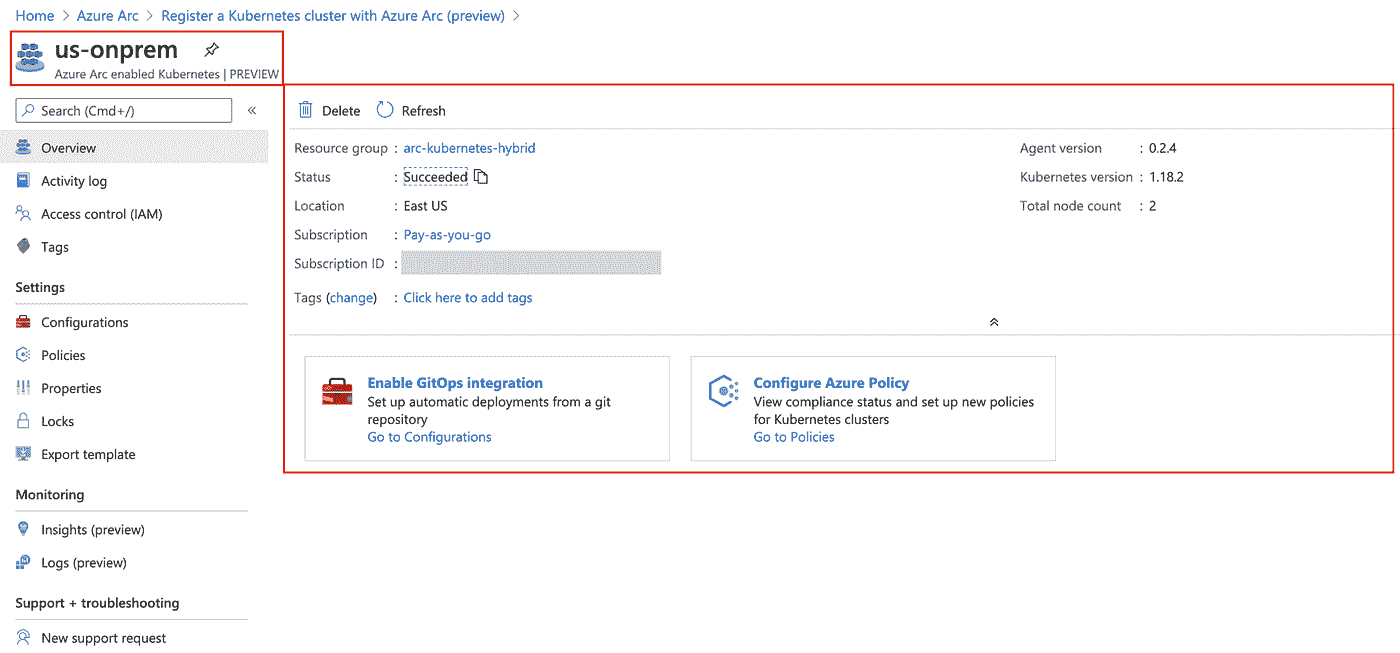 Home > Azure Arc > Register a Kubernetes cluster with Azure Arc (preview) >
us-onprem
Azure Arc enabled Kubernetes | PREVIEW
Search (Cmd+/)
«
Overview
Activity log
Access control (IAM)
Tags
Settings
Configurations
Policies
Properties
Locks
Export template
Monitoring
Insights (preview)
Logs (preview)
Support + troubleshooting
New support request
Delete Refresh
Resource group : arc-kubernetes-hybrid
Status : Succeeded
Location : East US
Subscription : Pay-as-you-go
Subscription ID :
Tags (change) : Click here to add tags
Agent version : 0.2.4
Kubernetes version : 1.18.2
Total node count : 2
Enable GitOps integration
Set up automatic deployments from a git
repository
Go to Configurations
Configure Azure Policy
View compliance status and set up new policies
for Kubernetes clusters
Go to Policies